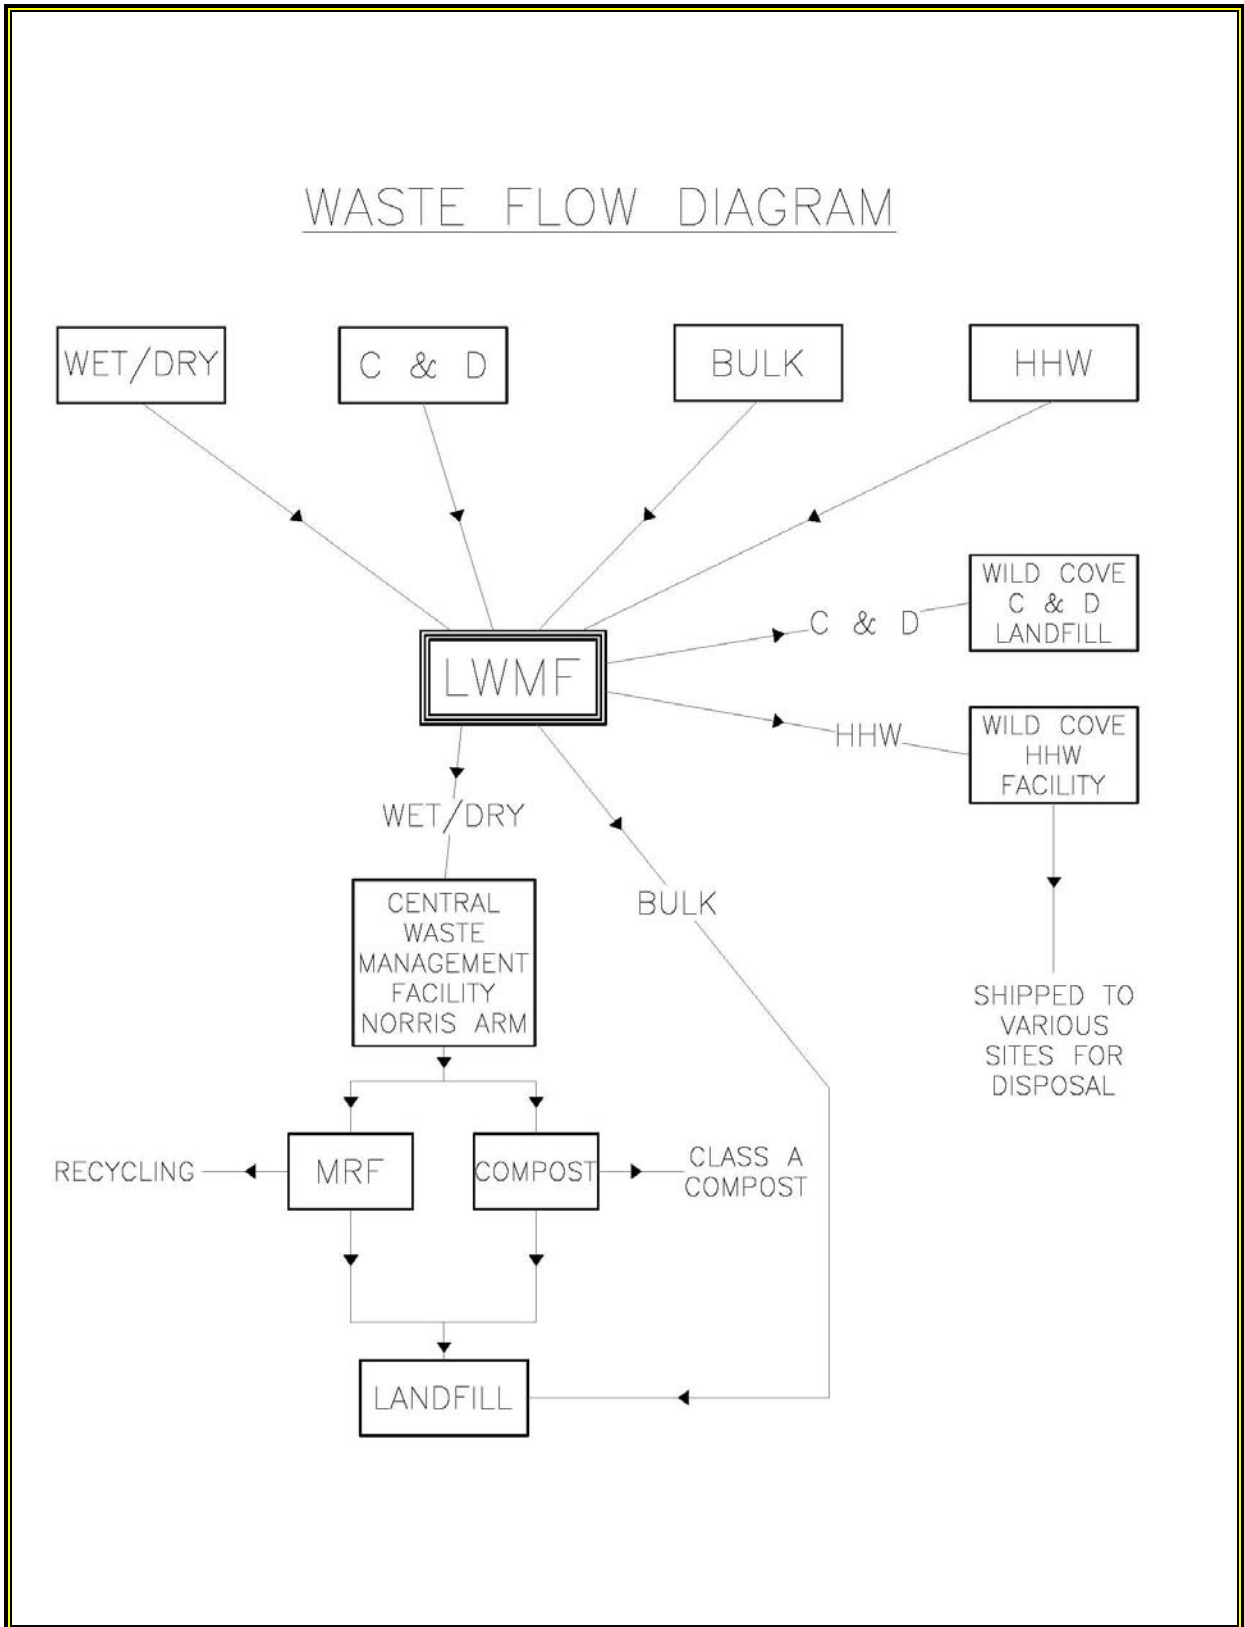 WASTE FLOW DIAGRAM
WET/DRY
C & D
BULK
HHW
WILD COVE
C & D
LANDFILL
C & D
LWMF
WILD COVE
HHW
FACILITY
HHW
WET/DRY
CENTRAL
WASTE
MANAGEMENT
FACILITY
NORRIS ARM
BULK
SHIPPED TO
VARIOUS
SITES FOR
DISPOSAL
RECYCLING
MRF
COMPOST
CLASS A
COMPOST
LANDFILL